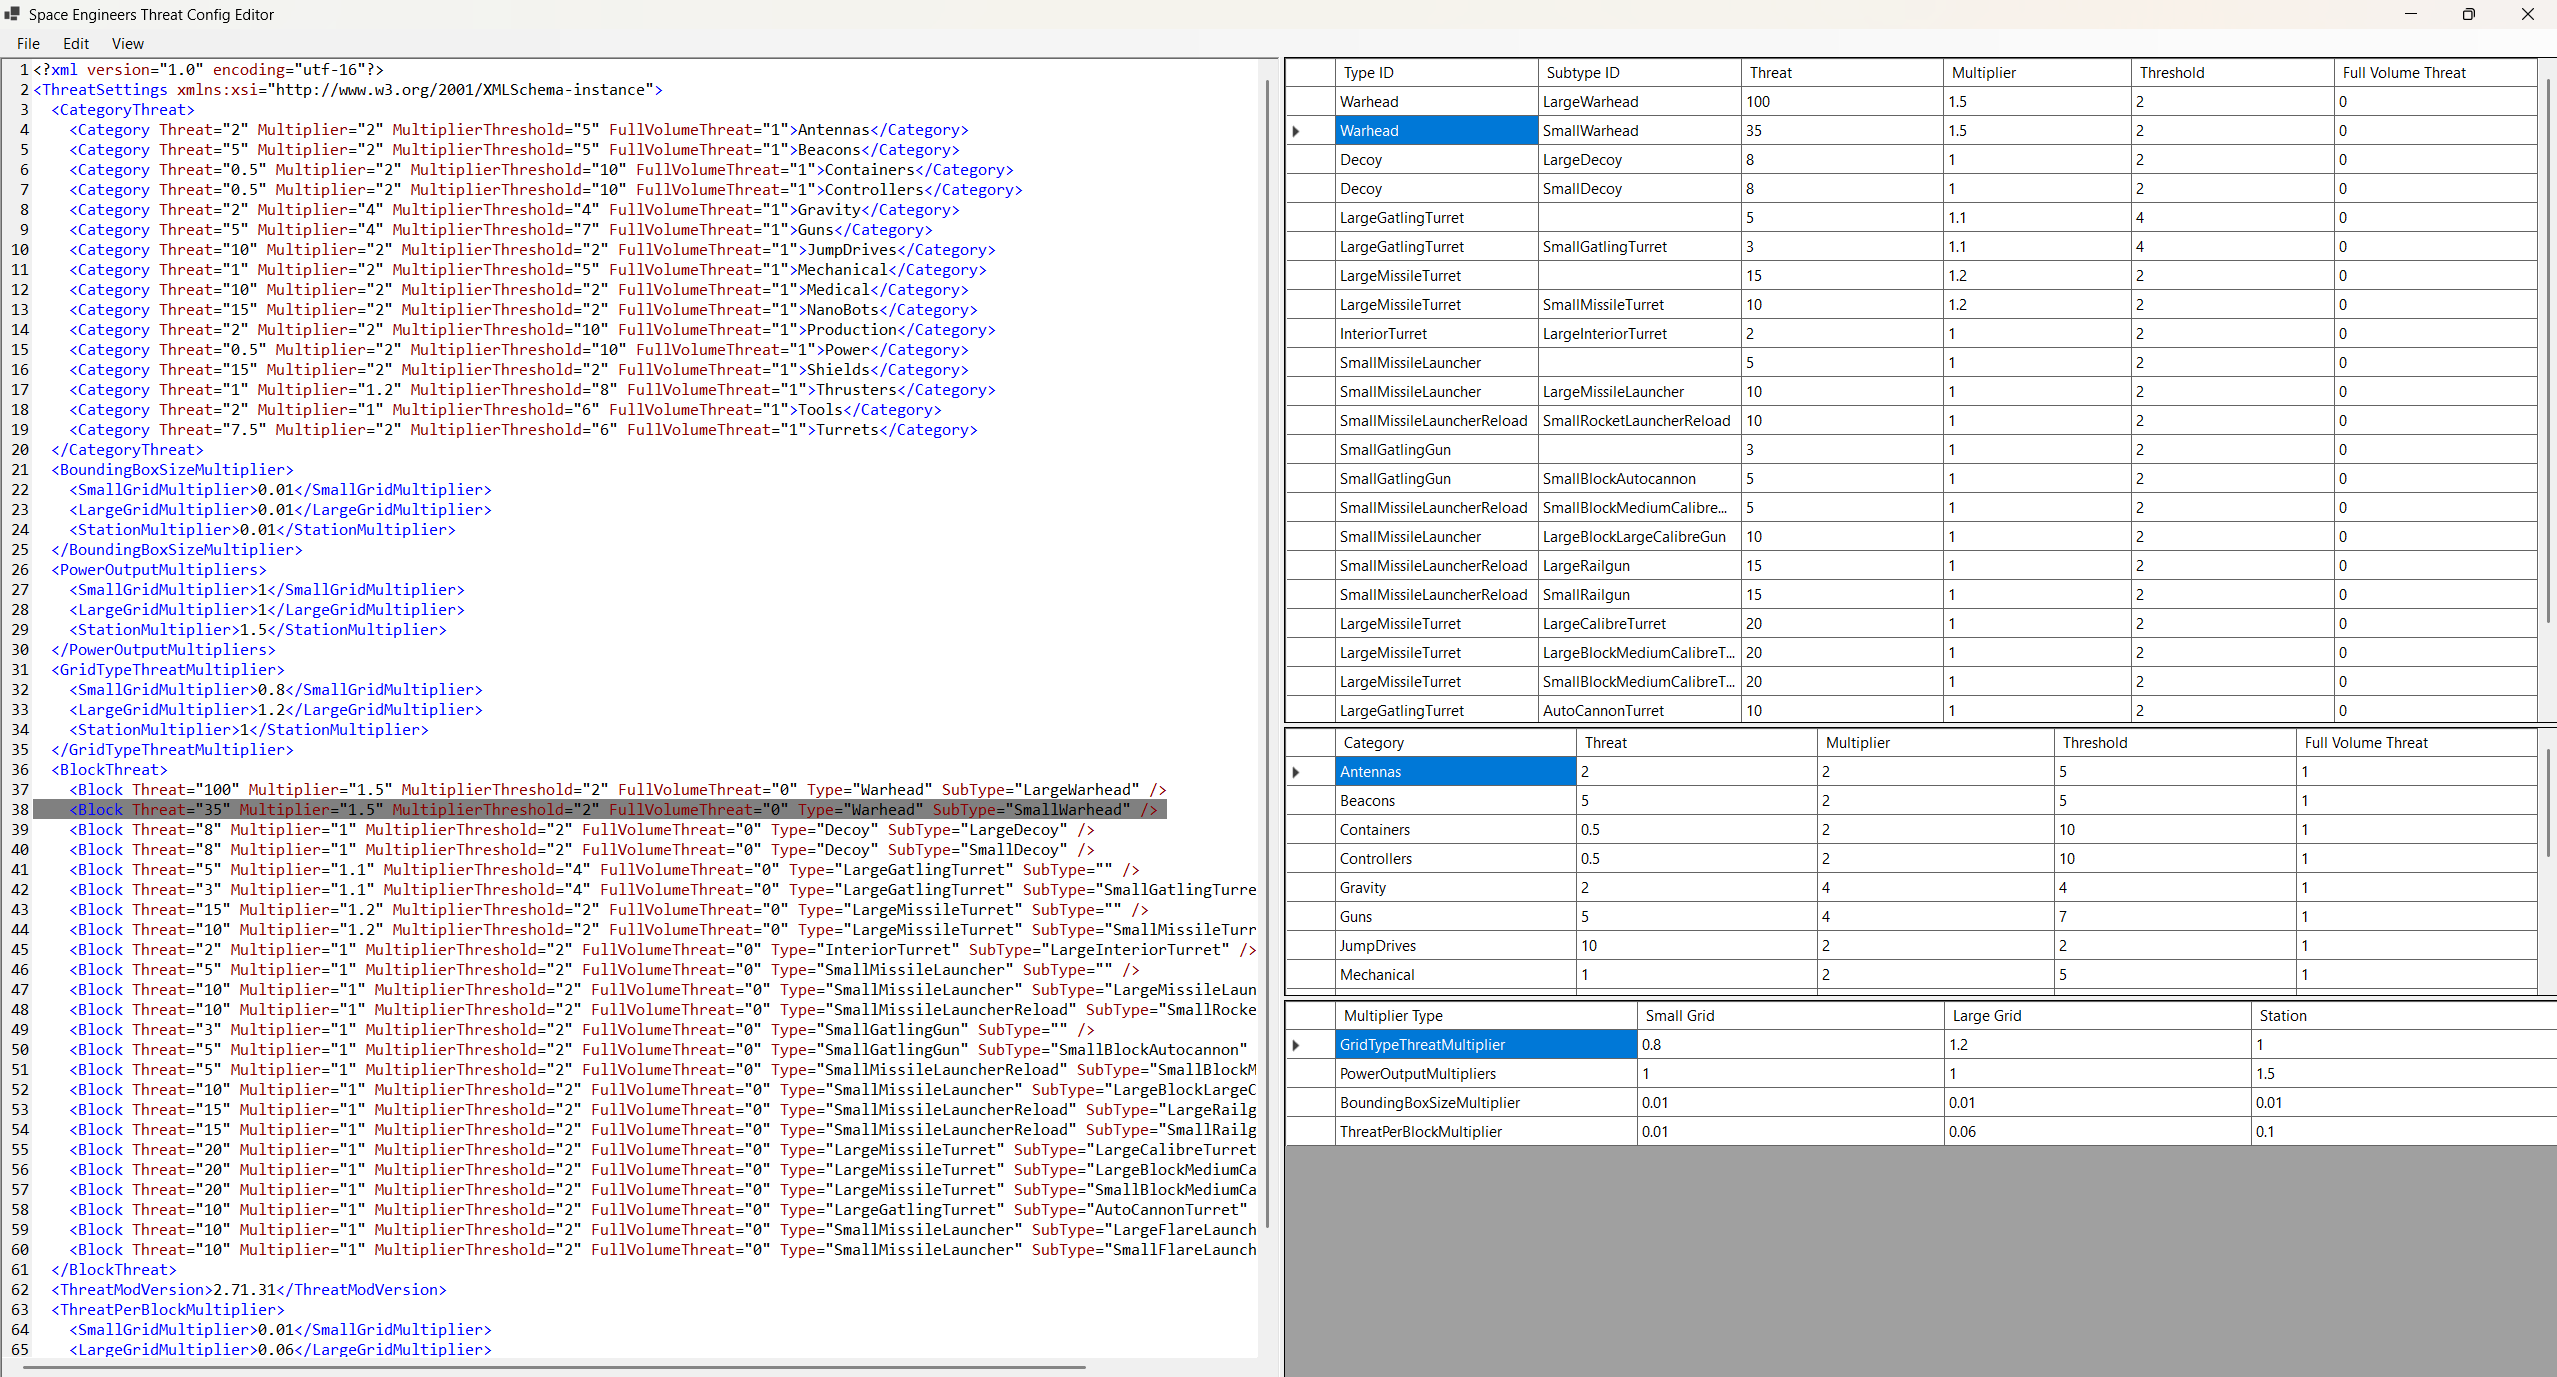 Space Engineers Threat Config Editor
File Edit View
1 <?xml version="1.0" encoding="utf-16"?>
2 <ThreatSettings xmlns:xsi="http://www.w3.org/2001/XMLSchema-instance">
3 <CategoryThreat>
4 <Category Threat="2" Multiplier="2" MultiplierThreshold="5" FullVolumeThreat="1">Antennas</Category>
5 <Category Threat="5" Multiplier="2" MultiplierThreshold="5" FullVolumeThreat="1">Beacons</Category>
6 <Category Threat="0.5" Multiplier="2" MultiplierThreshold="10" FullVolumeThreat="1">Containers</Category>
7 <Category Threat="0.5" Multiplier="2" MultiplierThreshold="10" FullVolumeThreat="1">Controllers</Category>
8 <Category Threat="2" Multiplier="4" MultiplierThreshold="4" FullVolumeThreat="1">Gravity</Category>
9 <Category Threat="5" Multiplier="4" MultiplierThreshold="7" FullVolumeThreat="1">Guns</Category>
10 <Category Threat="10" Multiplier="2" MultiplierThreshold="2" FullVolumeThreat="1">JumpDrives</Category>
11 <Category Threat="1" Multiplier="2" MultiplierThreshold="5" FullVolumeThreat="1">Mechanical</Category>
12 <Category Threat="10" Multiplier="2" MultiplierThreshold="2" FullVolumeThreat="1">Medical</Category>
13 <Category Threat="15" Multiplier="2" MultiplierThreshold="2" FullVolumeThreat="1">NanoBots</Category>
14 <Category Threat="2" Multiplier="2" MultiplierThreshold="10" FullVolumeThreat="1">Production</Category>
15 <Category Threat="0.5" Multiplier="2" MultiplierThreshold="10" FullVolumeThreat="1">Power</Category>
16 <Category Threat="15" Multiplier="2" MultiplierThreshold="2" FullVolumeThreat="1">Shields</Category>
17 <Category Threat="1" Multiplier="1.2" MultiplierThreshold="8" FullVolumeThreat="1">Thrusters</Category>
18 <Category Threat="2" Multiplier="1" MultiplierThreshold="6" FullVolumeThreat="1">Tools</Category>
19 <Category Threat="7.5" Multiplier="2" MultiplierThreshold="6" FullVolumeThreat="1">Turrets</Category>
20 </CategoryThreat>
21 <BoundingBoxSizeMultiplier>
22 <SmallGridMultiplier>0.01</SmallGridMultiplier>
23 <LargeGridMultiplier>0.01</LargeGridMultiplier>
24 <StationMultiplier>0.01</StationMultiplier>
25 </BoundingBoxSizeMultiplier>
26 <PowerOutputMultipliers>
27 <SmallGridMultiplier>1</SmallGridMultiplier>
28 <LargeGridMultiplier>1</LargeGridMultiplier>
29 <StationMultiplier>1.5</StationMultiplier>
30 </PowerOutputMultipliers>
31 <GridTypeThreatMultiplier>
32 <SmallGridMultiplier>0.8</SmallGridMultiplier>
33 <LargeGridMultiplier>1.2</LargeGridMultiplier>
34 <StationMultiplier>1</StationMultiplier>
35 </GridTypeThreatMultiplier>
36 <BlockThreat>
37 <Block Threat="100" Multiplier="1.5" MultiplierThreshold="2" FullVolumeThreat="0" Type="Warhead" SubType="LargeWarhead" />
38 <Block Threat="35" Multiplier="1.5" MultiplierThreshold="2" FullVolumeThreat="0" Type="Warhead" SubType="SmallWarhead" />
39 <Block Threat="8" Multiplier="1" MultiplierThreshold="2" FullVolumeThreat="0" Type="Decoy" SubType="LargeDecoy" />
40 <Block Threat="8" Multiplier="1" MultiplierThreshold="2" FullVolumeThreat="0" Type="Decoy" SubType="SmallDecoy" />
41 <Block Threat="5" Multiplier="1.1" MultiplierThreshold="4" FullVolumeThreat="0" Type="LargeGatlingTurret" SubType="" />
42 <Block Threat="3" Multiplier="1.1" MultiplierThreshold="4" FullVolumeThreat="0" Type="LargeGatlingTurret" SubType="SmallGatlingTurre
43 <Block Threat="15" Multiplier="1.2" MultiplierThreshold="2" FullVolumeThreat="0" Type="LargeMissileTurret" SubType="" />
44 <Block Threat="10" Multiplier="1.2" MultiplierThreshold="2" FullVolumeThreat="0" Type="LargeMissileTurret" SubType="SmallMissileTurr
45 <Block Threat="2" Multiplier="1" MultiplierThreshold="2" FullVolumeThreat="0" Type="InteriorTurret" SubType="LargeInteriorTurret" />
46 <Block Threat="5" Multiplier="1" MultiplierThreshold="2" FullVolumeThreat="0" Type="SmallMissileLauncher" SubType="" />
47 <Block Threat="10" Multiplier="1" MultiplierThreshold="2" FullVolumeThreat="0" Type="SmallMissileLauncher" SubType="LargeMissileLaun
48 <Block Threat="10" Multiplier="1" MultiplierThreshold="2" FullVolumeThreat="0" Type="SmallMissileLauncherReload" SubType="SmallRocke
49 <Block Threat="3" Multiplier="1" MultiplierThreshold="2" FullVolumeThreat="0" Type="SmallGatlingGun" SubType="" />
50 <Block Threat="5" Multiplier="1" MultiplierThreshold="2" FullVolumeThreat="0" Type="SmallGatlingGun" SubType="SmallBlockAutocannon"
51 <Block Threat="5" Multiplier="1" MultiplierThreshold="2" FullVolumeThreat="0" Type="SmallMissileLauncherReload" SubType="SmallBlockM
52 <Block Threat="10" Multiplier="1" MultiplierThreshold="2" FullVolumeThreat="0" Type="SmallMissileLauncher" SubType="LargeBlockLargeC
53 <Block Threat="15" Multiplier="1" MultiplierThreshold="2" FullVolumeThreat="0" Type="SmallMissileLauncherReload" SubType="LargeRailg
54 <Block Threat="15" Multiplier="1" MultiplierThreshold="2" FullVolumeThreat="0" Type="SmallMissileLauncherReload" SubType="SmallRailg
55 <Block Threat="20" Multiplier="1" MultiplierThreshold="2" FullVolumeThreat="0" Type="LargeMissileTurret" SubType="LargeCalibreTurret
56 <Block Threat="20" Multiplier="1" MultiplierThreshold="2" FullVolumeThreat="0" Type="LargeMissileTurret" SubType="LargeBlockMediumCa
57 <Block Threat="20" Multiplier="1" MultiplierThreshold="2" FullVolumeThreat="0" Type="LargeMissileTurret" SubType="SmallBlockMediumCa
58 <Block Threat="10" Multiplier="1" MultiplierThreshold="2" FullVolumeThreat="0" Type="LargeGatlingTurret" SubType="AutoCannonTurret"
59 <Block Threat="10" Multiplier="1" MultiplierThreshold="2" FullVolumeThreat="0" Type="SmallMissileLauncher" SubType="LargeFlareLaunch
60 <Block Threat="10" Multiplier="1" MultiplierThreshold="2" FullVolumeThreat="0" Type="SmallMissileLauncher" SubType="SmallFlareLaunch
61 </BlockThreat>
62 <ThreatModVersion>2.71.31</ThreatModVersion>
63 <ThreatPerBlockMultiplier>
64 <SmallGridMultiplier>0.01</SmallGridMultiplier>
65 <LargeGridMultiplier>0.06</LargeGridMultiplier>
Type ID Subtype ID Threat Multiplier Threshold Full Volume Threat
Warhead LargeWarhead 100 1.5 2 0
Warhead SmallWarhead 35 1.5 2 0
Decoy LargeDecoy 8 1 2 0
Decoy SmallDecoy 8 1 2 0
LargeGatlingTurret 5 1.1 4 0
LargeGatlingTurret SmallGatlingTurret 3 1.1 4 0
LargeMissileTurret 15 1.2 2 0
LargeMissileTurret SmallMissileTurret 10 1.2 2 0
InteriorTurret LargeInteriorTurret 2 1 2 0
SmallMissileLauncher 5 1 2 0
SmallMissileLauncher LargeMissileLauncher 10 1 2 0
SmallMissileLauncherReload SmallRocketLauncherReload 10 1 2 0
SmallGatlingGun 3 1 2 0
SmallGatlingGun SmallBlockAutocannon 5 1 2 0
SmallMissileLauncherReload SmallBlockMediumCalibre... 5 1 2 0
SmallMissileLauncher LargeBlockLargeCalibreGun 10 1 2 0
SmallMissileLauncherReload LargeRailgun 15 1 2 0
SmallMissileLauncherReload SmallRailgun 15 1 2 0
LargeMissileTurret LargeCalibreTurret 20 1 2 0
LargeMissileTurret LargeBlockMediumCalibreT... 20 1 2 0
LargeMissileTurret SmallBlockMediumCalibreT... 20 1 2 0
LargeGatlingTurret AutoCannonTurret 10 1 2 0
Category Threat Multiplier Threshold Full Volume Threat
Antennas 2 2 5 1
Beacons 5 2 5 1
Containers 0.5 2 10 1
Controllers 0.5 2 10 1
Gravity 2 4 4 1
Guns 5 4 7 1
JumpDrives 10 2 2 1
Mechanical 1 2 5 1
Multiplier Type Small Grid Large Grid Station
GridTypeThreatMultiplier 0.8 1.2 1
PowerOutputMultipliers 1 1 1.5
BoundingBoxSizeMultiplier 0.01 0.01 0.01
ThreatPerBlockMultiplier 0.01 0.06 0.1